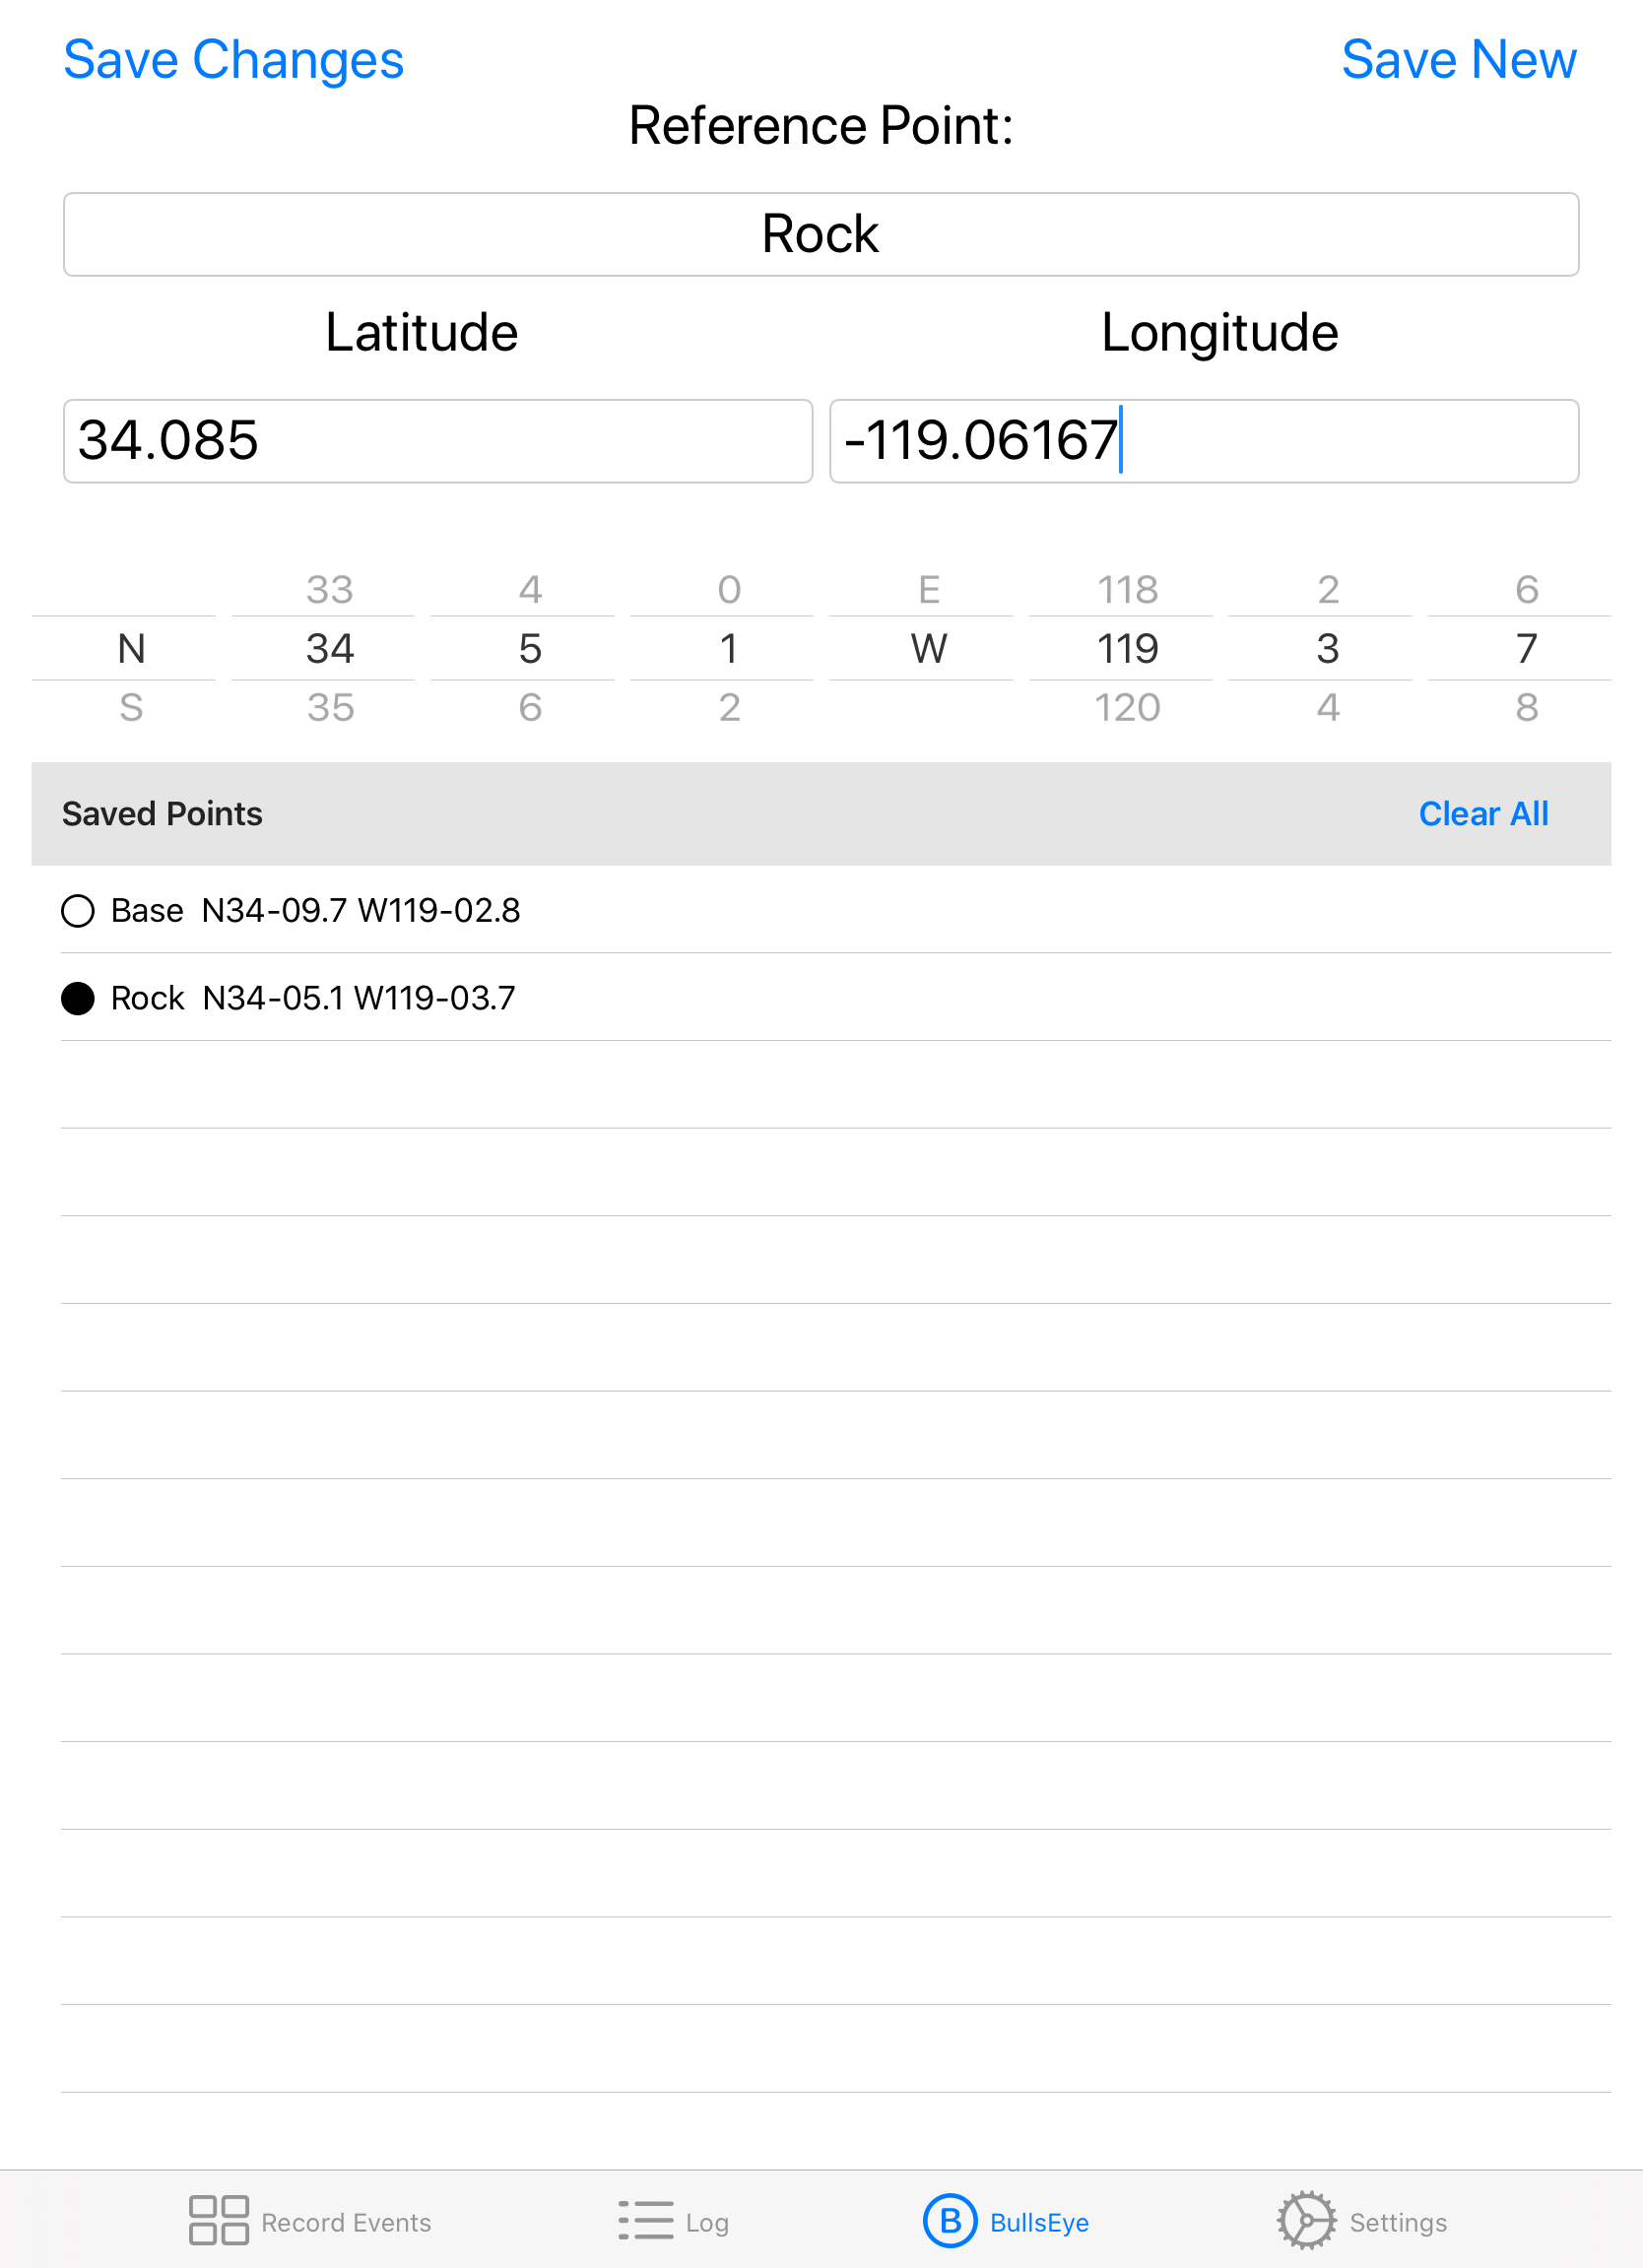 Save Changes Save New
Reference Point:
Rock
Latitude Longitude
34.085 -119.06167
33 4 0 E 118 2 6
N 34 5 1 W 119 3 7
S 35 6 2 120 4 8
Saved Points Clear All
Base N34-09.7 W119-02.8
Rock N34-05.1 W119-03.7
Record Events Log B BullsEye Settings